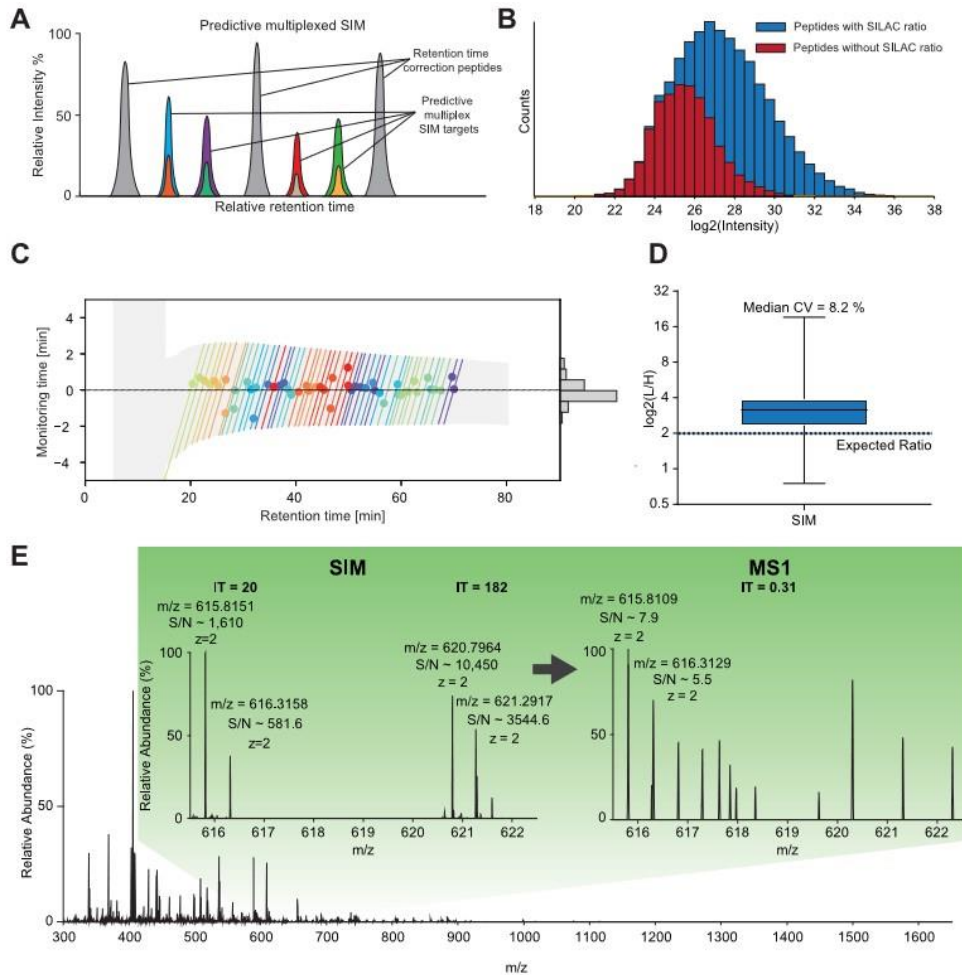 A
Predictive multiplexed SIM
Relative Intensity %
100
50
0
Retention time
correction peptides
Predictive
multiplex
SIM targets
Relative retention time
B
Peptides with SILAC ratio
Peptides without SILAC ratio
Counts
18 20 22 24 26 28 30 32 34 36 38
log2(Intensity)
C
Monitoring time [min]
4
2
0
−2
−4
0 20 40 60 80
Retention time [min]
D
log2(L/H)
32
16
8
4
2
1
0.5
Median CV = 8.2 %
Expected Ratio
SIM
E
SIM
IT = 20
IT = 182
m/z = 615.8151
S/N ~ 1,610
z=2
m/z = 616.3158
S/N ~ 581.6
z=2
m/z = 620.7964
S/N ~ 10,450
z = 2
m/z = 621.2917
S/N ~ 3544.6
z = 2
Relative Abundance (%)
100
50
0
616 617 618 619 620 621 622
m/z
MS1
IT = 0.31
m/z = 615.8109
S/N ~ 7.9
z = 2
m/z = 616.3129
S/N ~ 5.5
z = 2
100
50
0
616 617 618 619 620 621 622
m/z
Relative Abundance (%)
100
50
0
300 400 500 600 700 800 900 1000 1100 1200 1300 1400 1500 1600
m/z